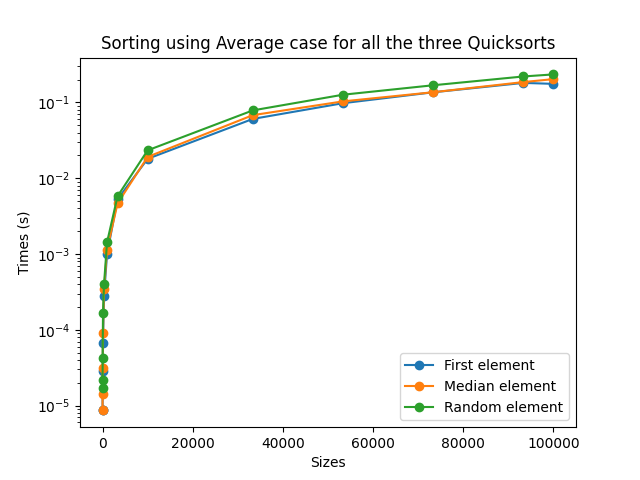 Sorting using Average case for all the three Quicksorts
Times (s)
10⁻¹
10⁻²
10⁻³
10⁻⁴
10⁻⁵
First element
Median element
Random element
0 20000 40000 60000 80000 100000
Sizes